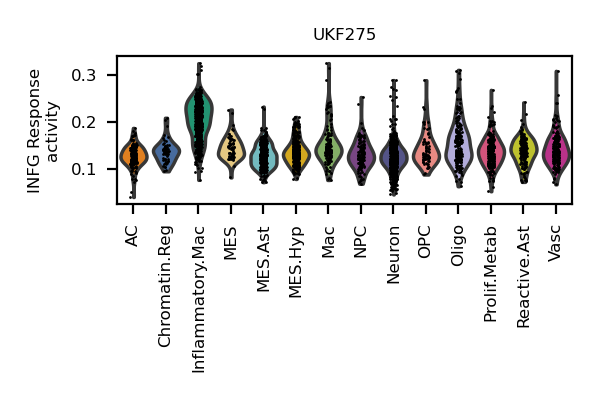 UKF275
INFG Response
activity
0.3
0.2
0.1
AC
Chromatin.Reg
Inflammatory.Mac
MES
MES.Ast
MES.Hyp
Mac
NPC
Neuron
OPC
Oligo
Prolif.Metab
Reactive.Ast
Vasc